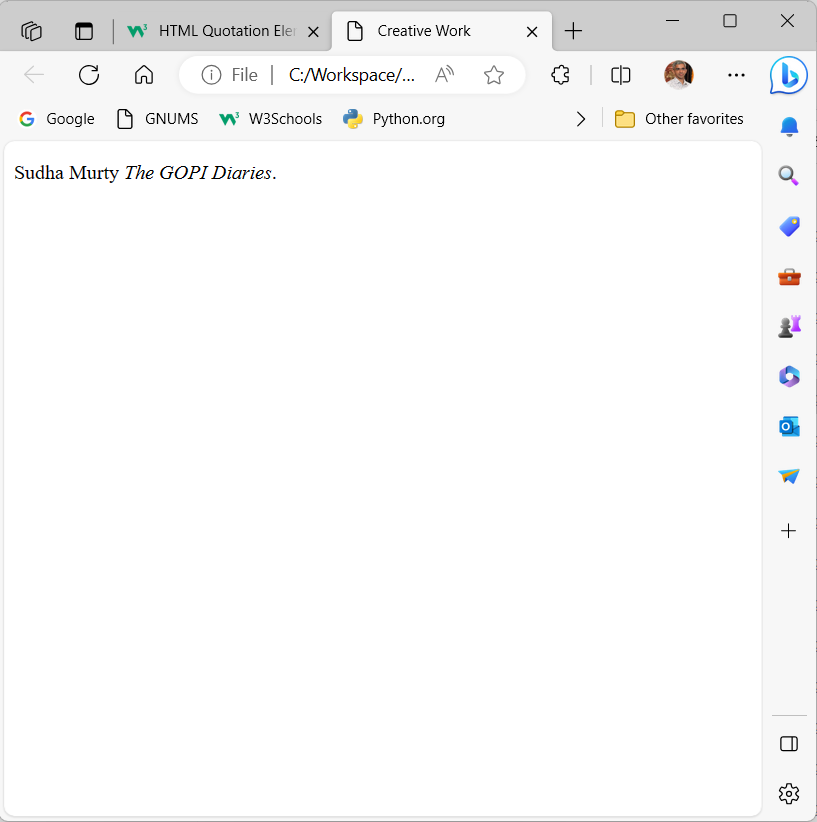 HTML Quotation Ele
Creative Work
File
C:/Workspace/...
Google
GNUMS
W3Schools
Python.org
Other favorites
Sudha Murty The GOPI Diaries.